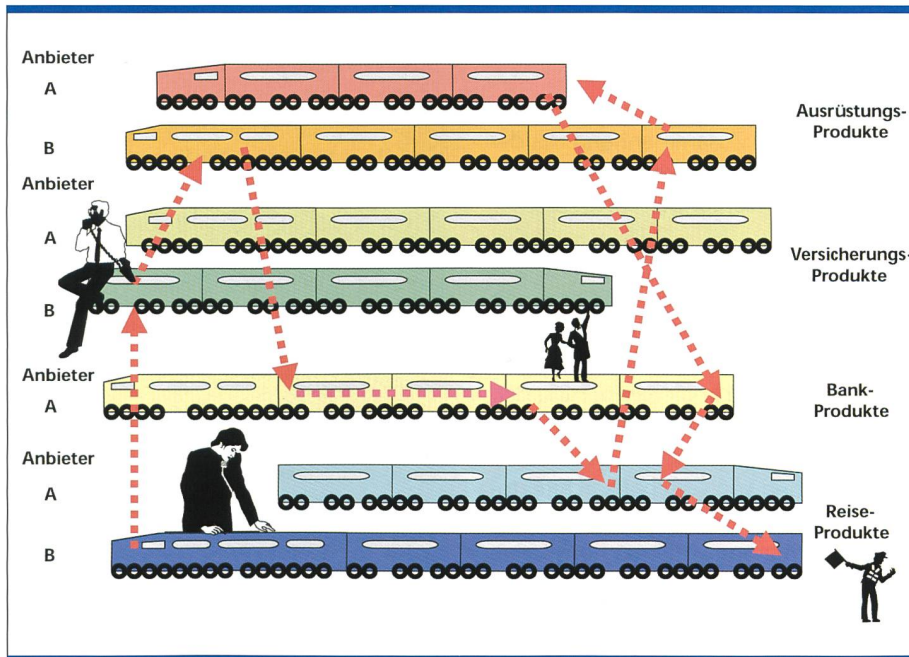 Anbieter
A
Ausrüstungs-
Produkte
B
Anbieter
A
Versicherungs-
Produkte
B
Anbieter
A
Bank-
Produkte
Anbieter
A
Reise-
Produkte
B